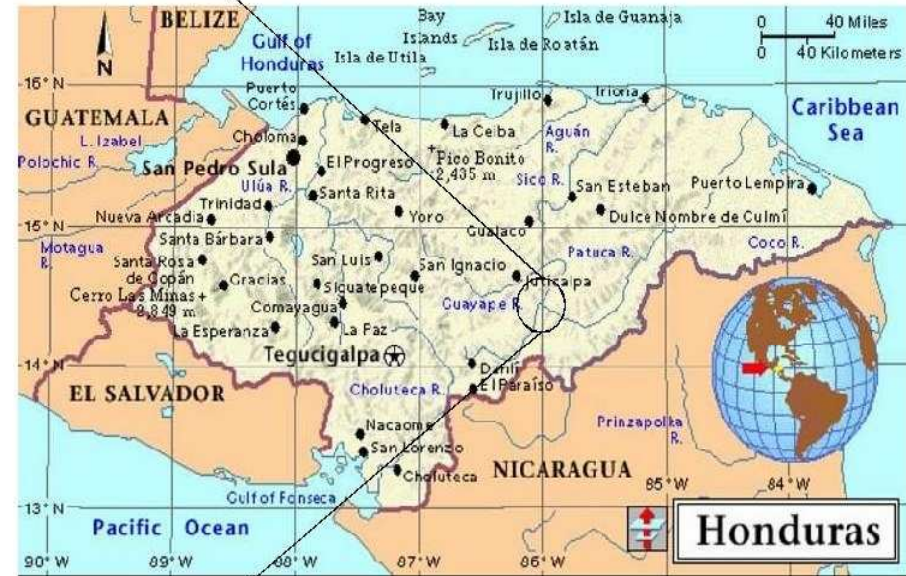 BELIZE
Bay
Islands
Isla de Guanaja
Isla de Roatán
Isla de Utila
0 40 Miles
0 40 Kilometers
N
Gulf of
Honduras
16° N
Puerto
Cortés
Trujillo
Iriona
Caribbean
Sea
GUATEMALA
L. Izabal
Polochic R.
Choloma
Tela
La Ceiba
Aguán
R.
San Pedro Sula
El Progreso
Pico Bonito
2,435 m
Ulúa R.
Sico R.
San Esteban
Puerto Lempira
Trinidad
Santa Rita
Nueva Arcadia
Yoro
Dulce Nombre de Culmí
15° N
Gualaco
Motagua
R.
Santa Bárbara
Patuca R.
Coco R.
Santa Rosa
de Copán
San Luis
San Ignacio
Juticalpa
Gracias
Siguatepeque
Cerro Las Minas
2,849 m
Comayagua
Guayape R.
La Esperanza
La Paz
Tegucigalpa
14° N
Danlí
El Paraíso
EL SALVADOR
Choluteca R.
Prinzapolka
R.
Nacaome
San Lorenzo
Choluteca
NICARAGUA
Gulf of Fonseca
85° W
84° W
13° N
Pacific Ocean
Honduras
90° W
89° W
88° W
87° W
86° W